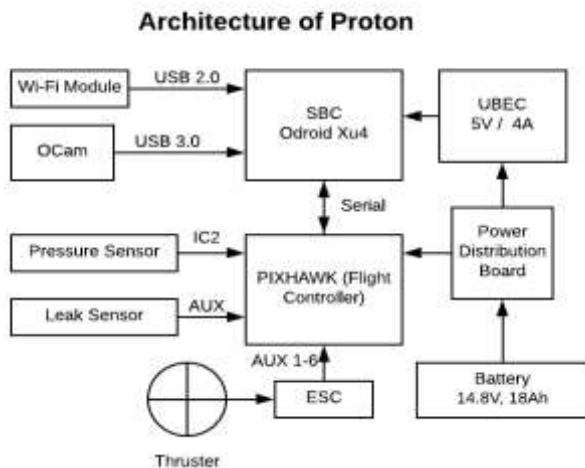 Architecture of Proton
Wi-Fi Module
USB 2.0
SBC
Odroid Xu4
UBEC
5V / 4A
OCam
USB 3.0
Serial
Power
Distribution
Board
Pressure Sensor
IC2
PIXHAWK (Flight
Controller)
Leak Sensor
AUX
AUX 1-6
ESC
Battery
14.8V, 18Ah
Thruster